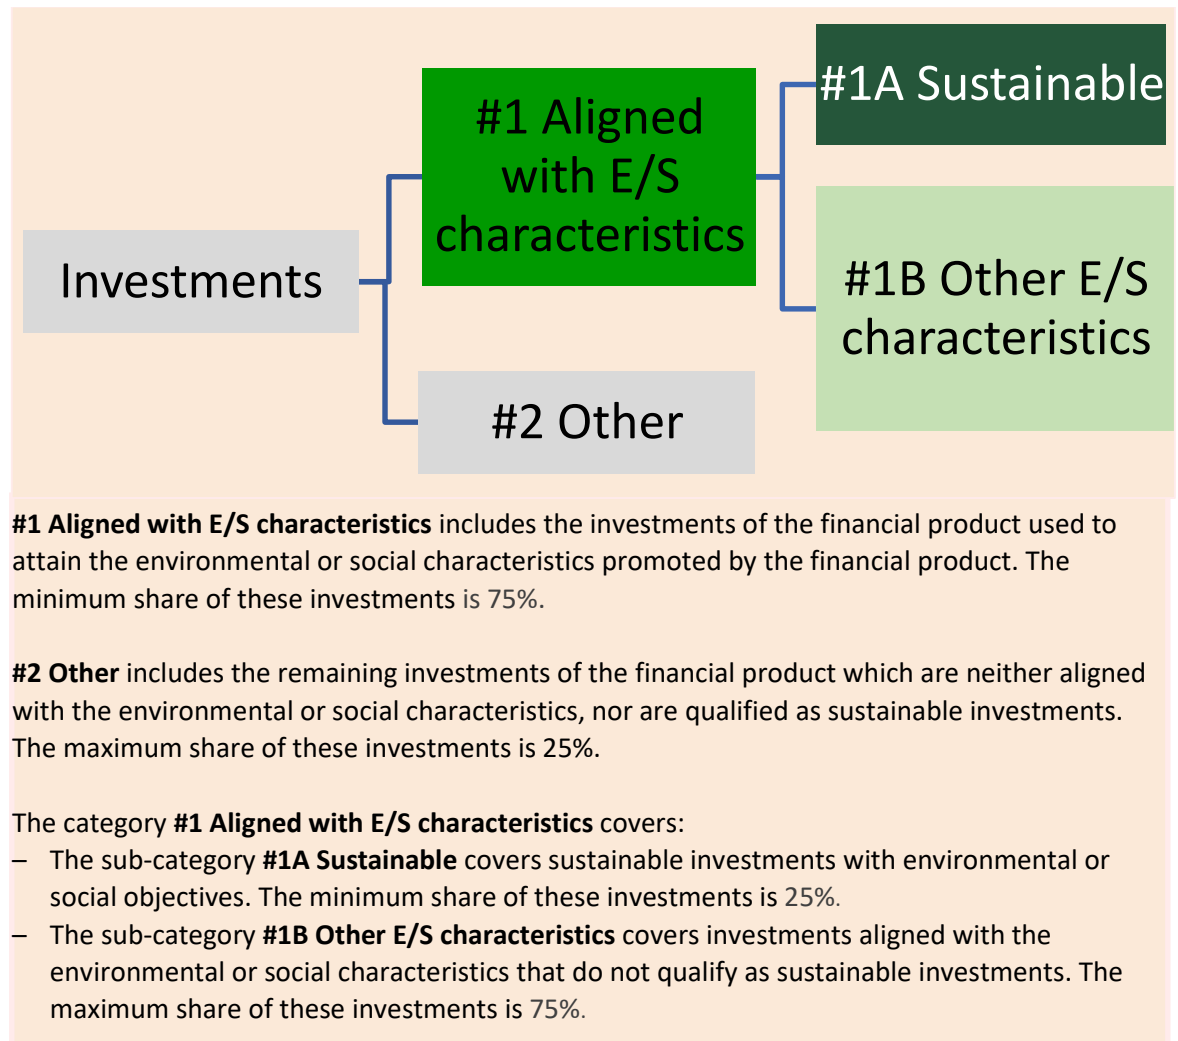 #1A Sustainable
#1 Aligned
with E/S
characteristics
Investments
#1B Other E/S
characteristics
#2 Other
#1 Aligned with E/S characteristics includes the investments of the financial product used to
attain the environmental or social characteristics promoted by the financial product. The
minimum share of these investments is 75%.
#2 Other includes the remaining investments of the financial product which are neither aligned
with the environmental or social characteristics, nor are qualified as sustainable investments.
The maximum share of these investments is 25%.
The category #1 Aligned with E/S characteristics covers:
– The sub-category #1A Sustainable covers sustainable investments with environmental or
social objectives. The minimum share of these investments is 25%.
– The sub-category #1B Other E/S characteristics covers investments aligned with the
environmental or social characteristics that do not qualify as sustainable investments. The
maximum share of these investments is 75%.